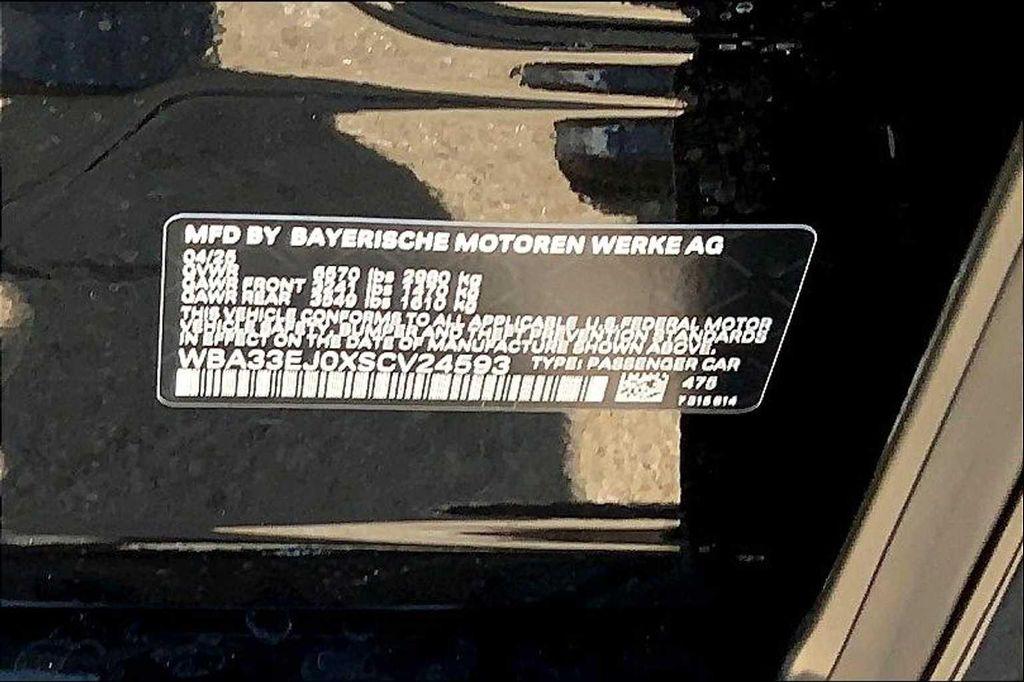 MFD BY BAYERISCHE MOTOREN WERKE AG
04/25
GVWR 6570 lbs 2980 kg
GAWR FRONT 3241 lbs 1470 kg
GAWR REAR 3549 lbs 1610 kg
THIS VEHICLE CONFORMS TO ALL APPLICABLE U.S. FEDERAL MOTOR
VEHICLE SAFETY, BUMPER AND THEFT PREVENTION STANDARDS
IN EFFECT ON THE DATE OF MANUFACTURE SHOWN ABOVE.
WBA33EJ0XSCV24593 TYPE: PASSENGER CAR
475